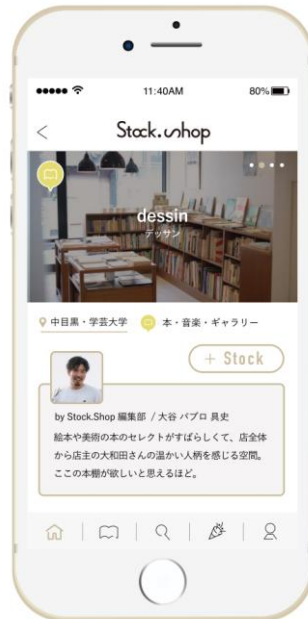 11:40AM 80%
Stock.shop
dessin
デッサン
中目黒・学芸大学 本・音楽・ギャラリー
+ Stock
by Stock.Shop 編集部 / 大谷 パブロ 具史
絵本や美術の本のセレクトがすばらしくて、店全体
から店主の大和田さんの温かい人柄を感じる空間。
ここの本棚が欲しいと思えるほど。